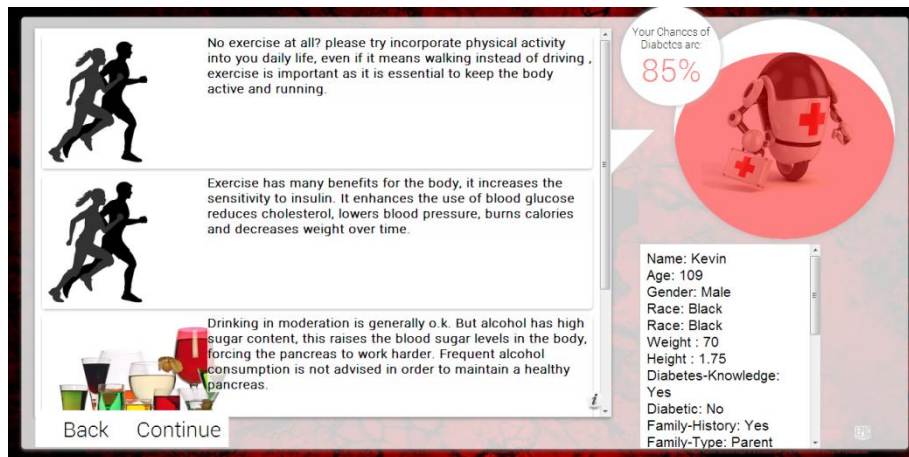 No exercise at all? please try incorporate physical activity
into you daily life, even if it means walking instead of driving ,
exercise is important as it is essential to keep the body
active and running.
Exercise has many benefits for the body, it increases the
sensitivity to insulin. It enhances the use of blood glucose
reduces cholesterol, lowers blood pressure, burns calories
and decreases weight over time.
Drinking in moderation is generally o.k. But alcohol has high
sugar content, this raises the blood sugar levels in the body,
forcing the pancreas to work harder. Frequent alcohol
consumption is not advised in order to maintain a healthy
pancreas.
i
Back Continue
Your Chances of
Diabetes are:
85%
Name: Kevin
Age: 109
Gender: Male
Race: Black
Race: Black
Weight : 70
Height : 1.75
Diabetes-Knowledge:
Yes
Diabetic: No
Family-History: Yes
Family-Type: Parent